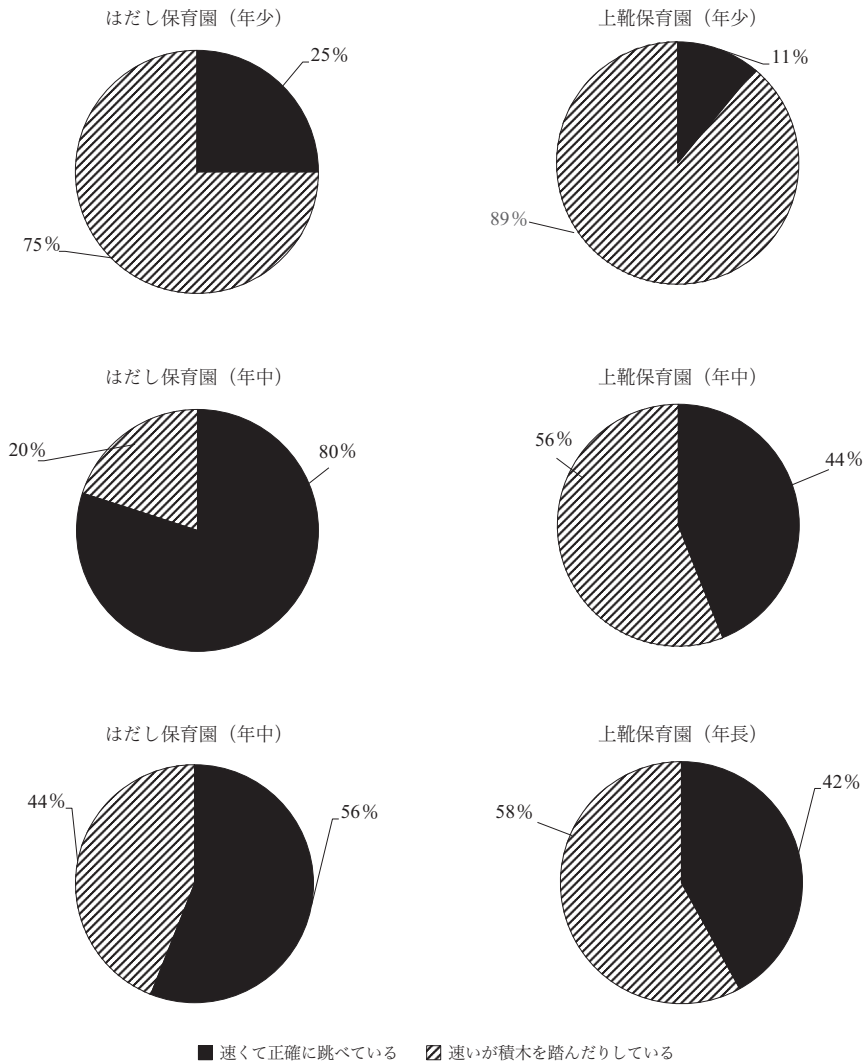 はだし保育園（年少）
25%
75%
上靴保育園（年少）
11%
89%
はだし保育園（年中）
20%
80%
上靴保育園（年中）
56%
44%
はだし保育園（年中）
44%
56%
上靴保育園（年長）
58%
42%
速くて正確に跳べている
速いが積木を踏んだりしている